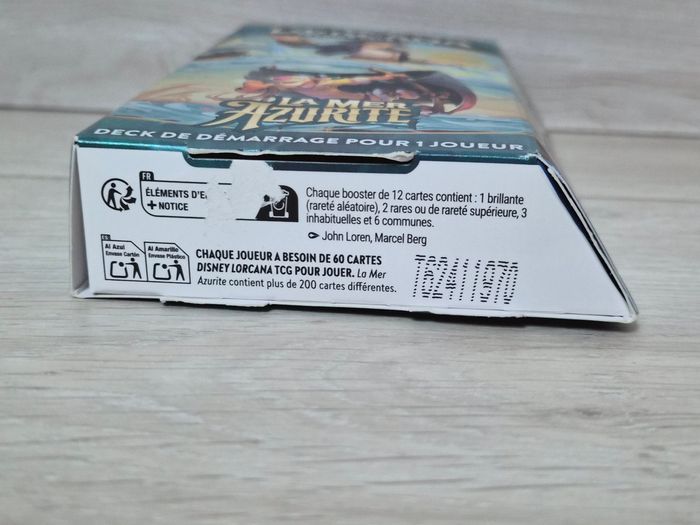 LA MER
AZURITE
DECK DE DÉMARRAGE POUR 1 JOUEUR
FR
ÉLÉMENTS
+ NOTICE
Chaque booster de 12 cartes contient : 1 brillante
(rareté aléatoire), 2 rares ou de rareté supérieure, 3
inhabituelles et 6 communes.
John Loren, Marcel Berg
ES
Al Azul
Envase Cartón
Al Amarillo
Envase Plástico
CHAQUE JOUEUR A BESOIN DE 60 CARTES
DISNEY LORCANA TCG POUR JOUER. La Mer
Azurite contient plus de 200 cartes différentes.
T62411970